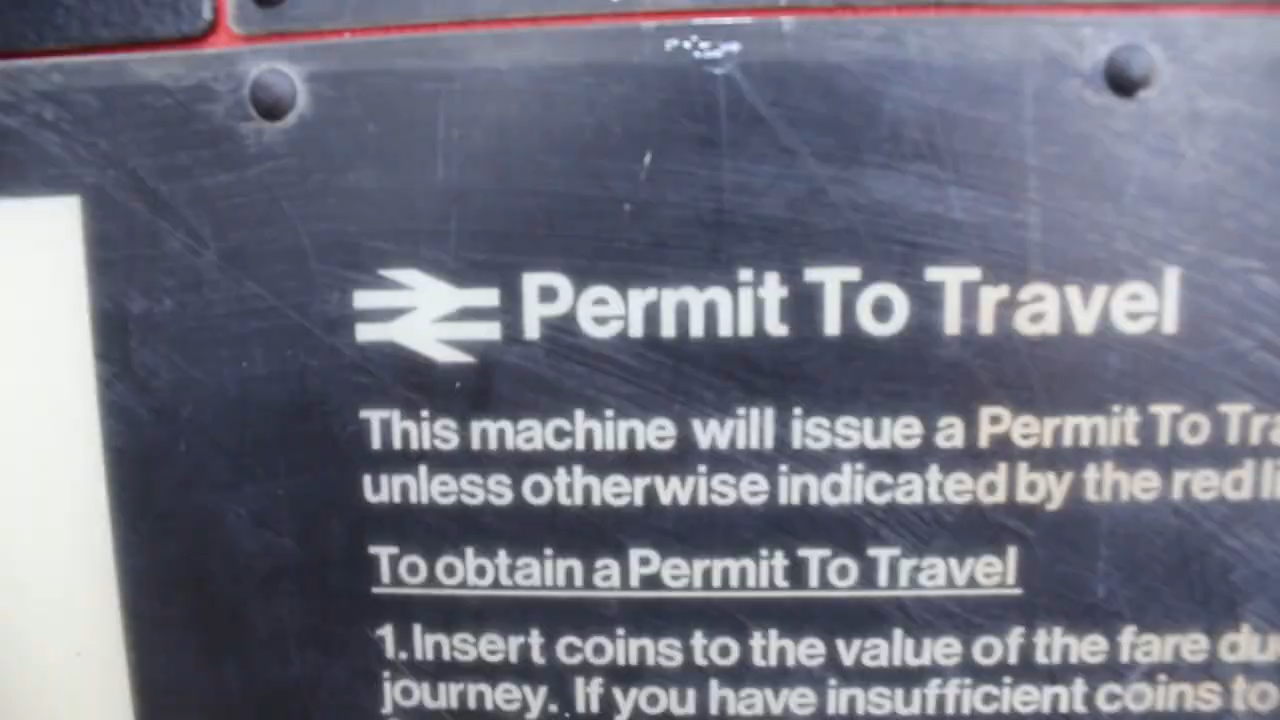 Permit To Travel
This machine will issue a Permit To
unless otherwise indicated by the red
To obtain a Permit To Travel
1. Insert coins to the value of the fare
journey. If you have insufficient coins to